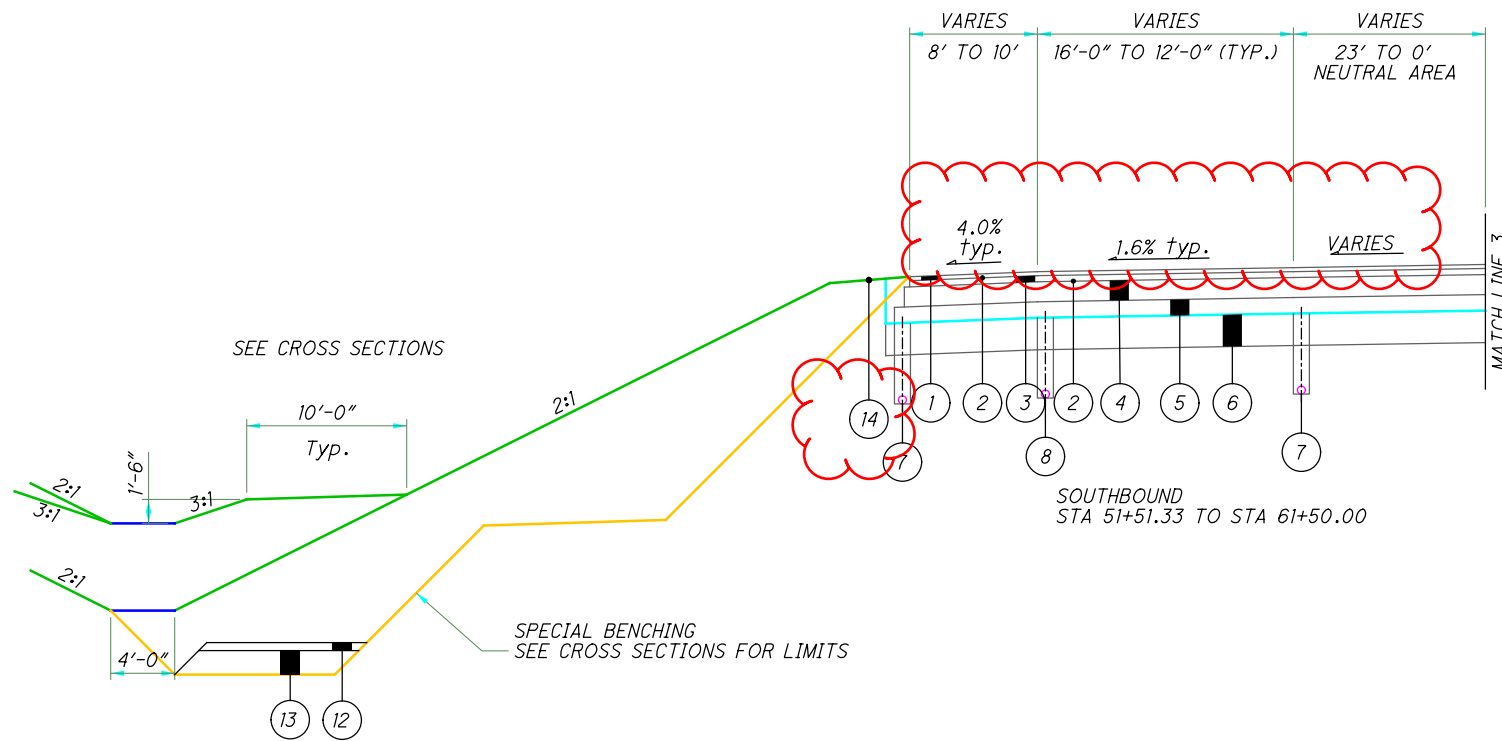 VARIES
VARIES
VARIES
8' TO 10'
16'-0" TO 12'-0" (TYP.)
23' TO 0'
NEUTRAL AREA
4.0%
typ.
1.6% typ.
VARIES
MATCH LINE 3
SEE CROSS SECTIONS
10'-0"
Typ.
2:1
1'-6"
2:1
3:1
3:1
14
1
2
3
2
4
5
6
7
8
7
SOUTHBOUND
STA 51+51.33 TO STA 61+50.00
2:1
4'-0"
SPECIAL BENCHING
SEE CROSS SECTIONS FOR LIMITS
13
12